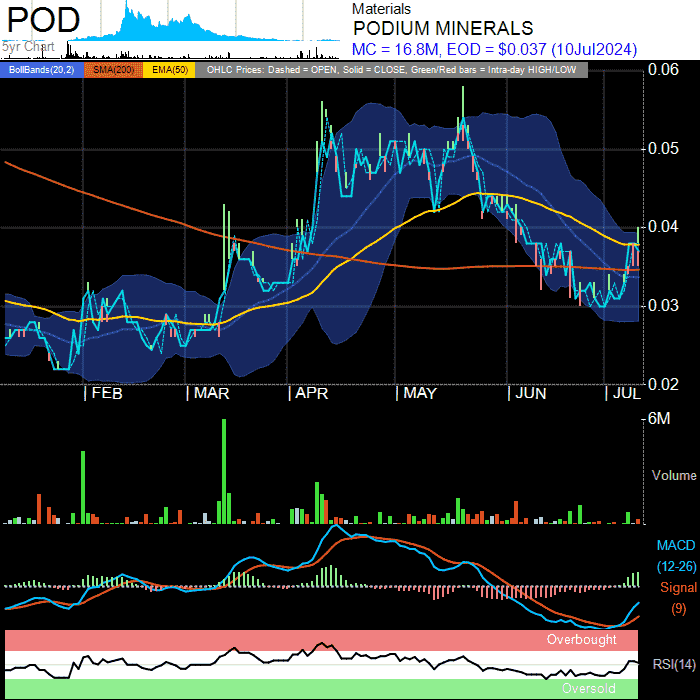 POD
5yr Chart
Materials
PODIUM MINERALS
MC = 16.8M, EOD = $0.037 (10Jul2024)
BollBands(20,2) SMA(200) EMA(50) OHLC Prices: Dashed = OPEN, Solid = CLOSE, Green/Red bars = Intra-day HIGH/LOW
0.06
0.05
0.04
0.03
0.02
FEB MAR APR MAY JUN JUL
6M
Volume
MACD
(12-26)
Signal
(9)
Overbought
RSI(14)
Oversold